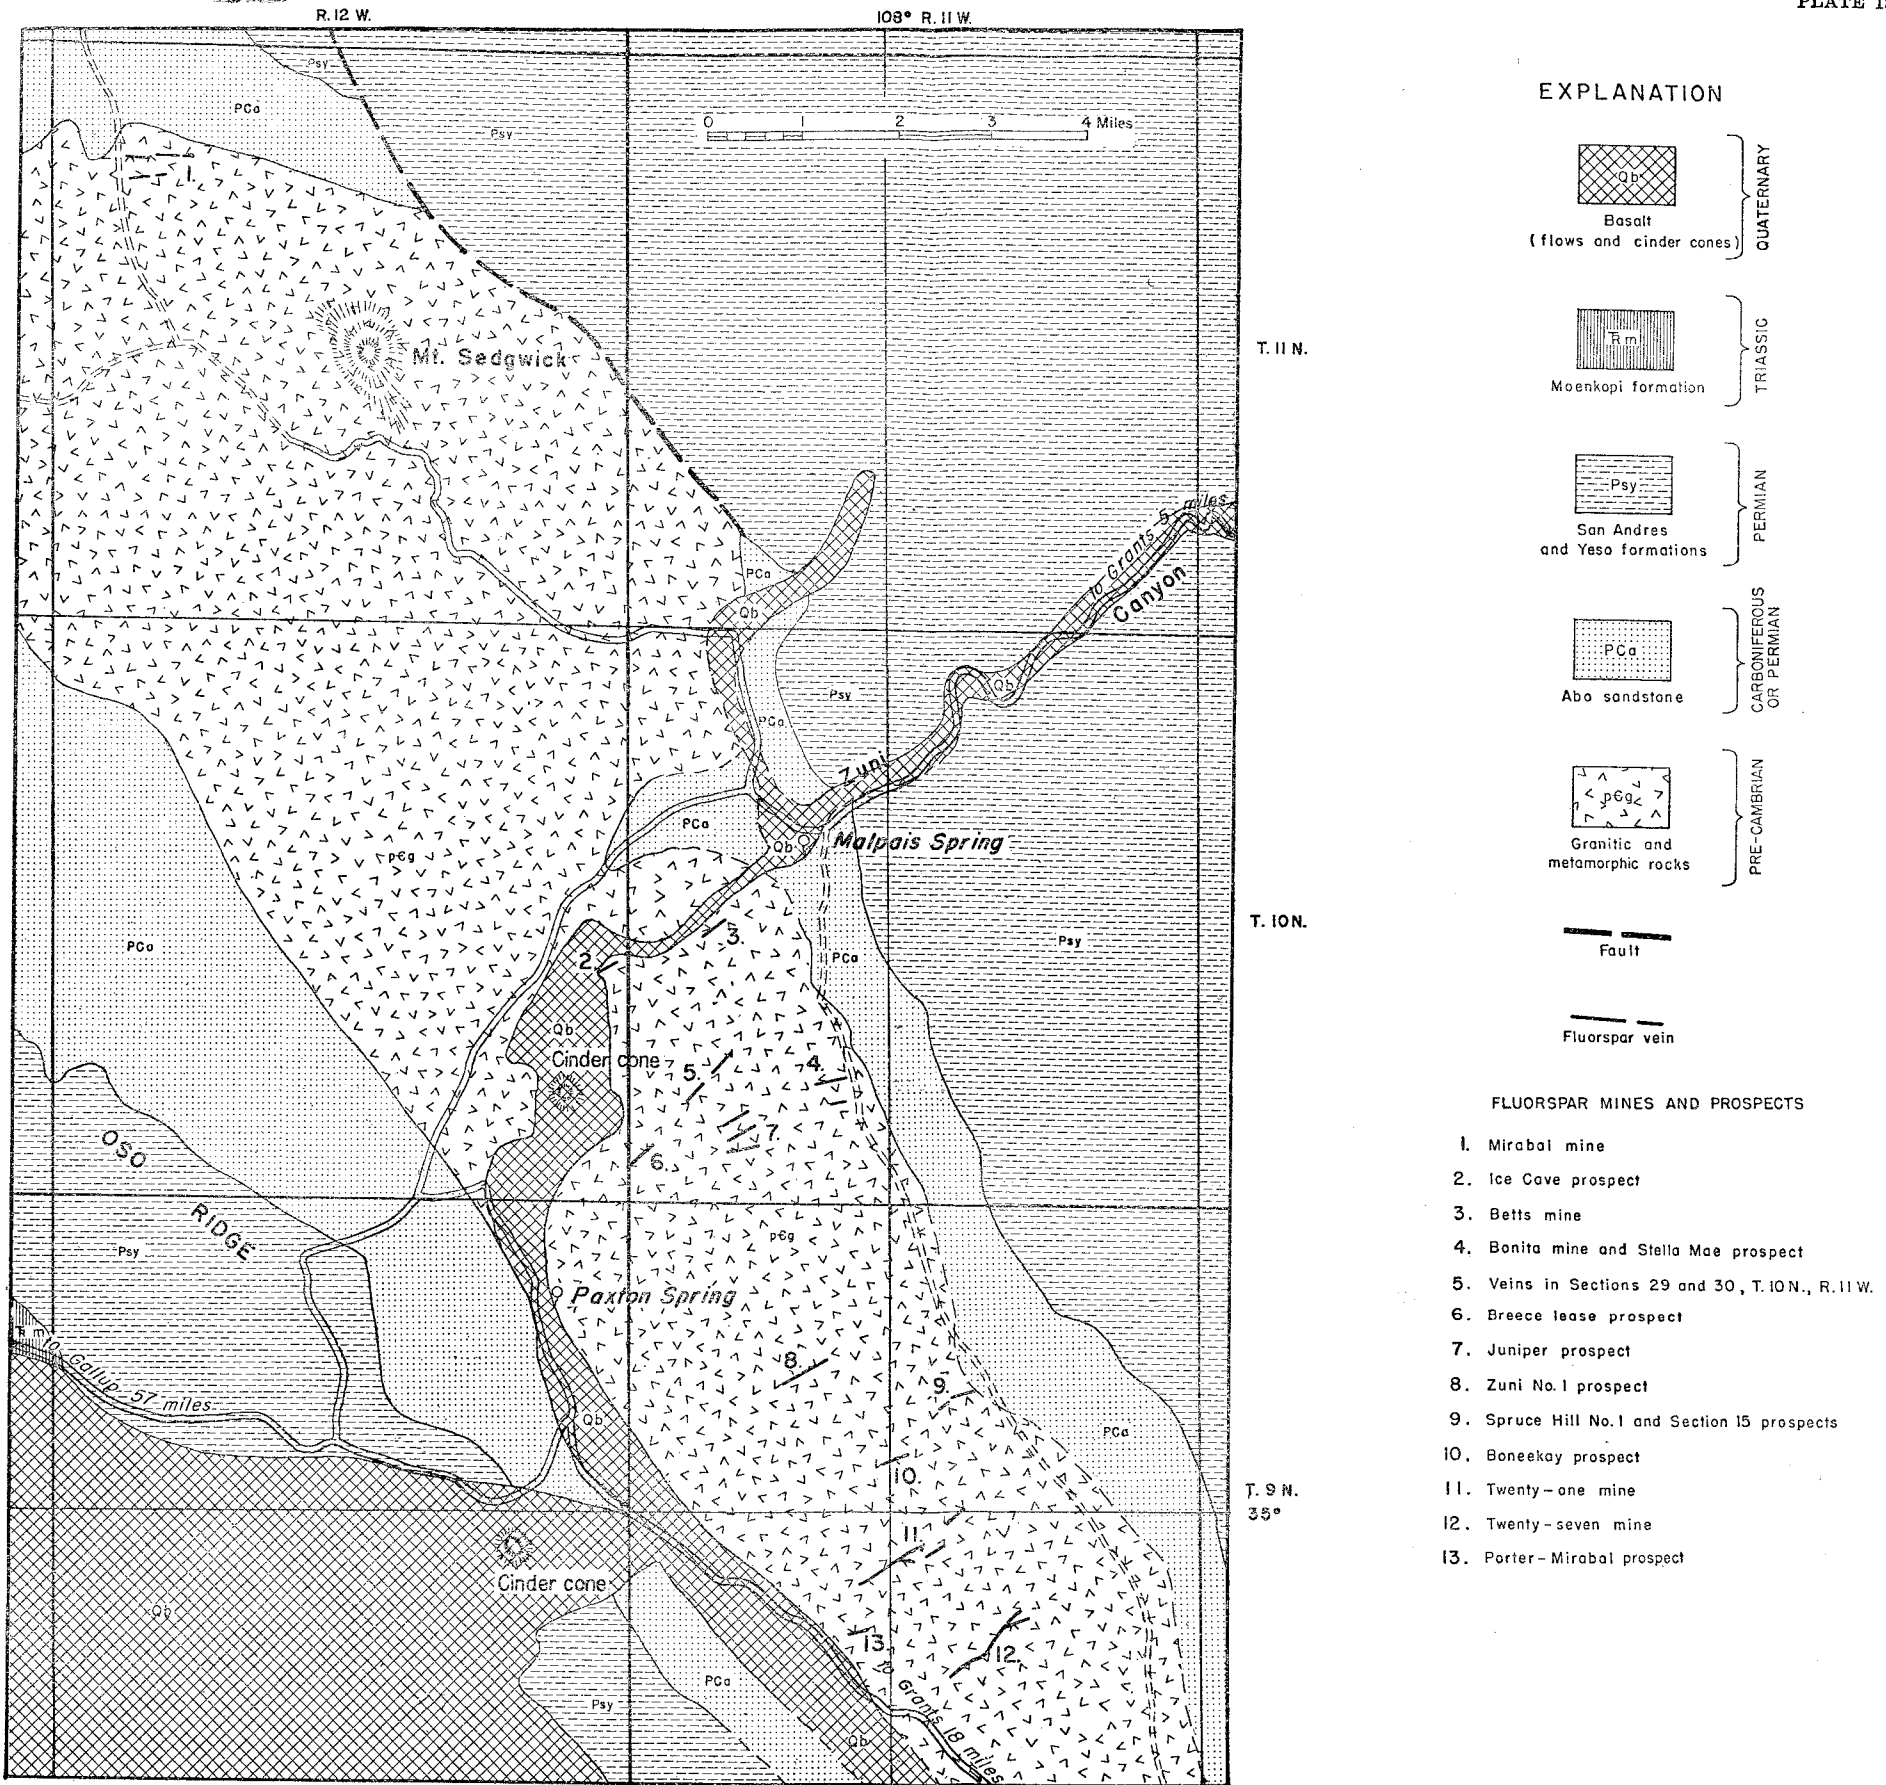 PLATE 1
R. 12 W.
108° R. 11 W.
Psy
PCa
Psy
0 1 2 3 4 Miles
1.
Mt. Sedgwick
T. 11 N.
to Grants 5 miles
PCa
Qb
Canyon
Psy
Qb
PCa
Zuni
PCa
Malpais Spring
Qb
pЄg
3.
T. 10 N.
PCa
Psy
PCa
2.
Qb
Cinder cone
5.
4.
7.
6.
OSO
RIDGE
Psy
pЄg
Paxton Spring
T̄R m
to Gallup 57 miles
8.
9.
Qb
PCa
10.
T. 9 N.
35°
11.
Cinder cone
Qb
13.
12.
PCa
Psy
to Grants 18 miles
Qb
EXPLANATION
Qb
Basalt
(flows and cinder cones)
QUATERNARY
T̄R m
Moenkopi formation
TRIASSIC
Psy
San Andres
and Yeso formations
PERMIAN
PCa
Abo sandstone
CARBONIFEROUS
OR PERMIAN
pЄg
Granitic and
metamorphic rocks
PRE-CAMBRIAN
Fault
Fluorspar vein
FLUORSPAR MINES AND PROSPECTS
1. Mirabal mine
2. Ice Cave prospect
3. Betts mine
4. Bonita mine and Stella Mae prospect
5. Veins in Sections 29 and 30, T. 10 N., R. 11 W.
6. Breece lease prospect
7. Juniper prospect
8. Zuni No. 1 prospect
9. Spruce Hill No. 1 and Section 15 prospects
10. Boneekay prospect
11. Twenty-one mine
12. Twenty-seven mine
13. Porter-Mirabal prospect